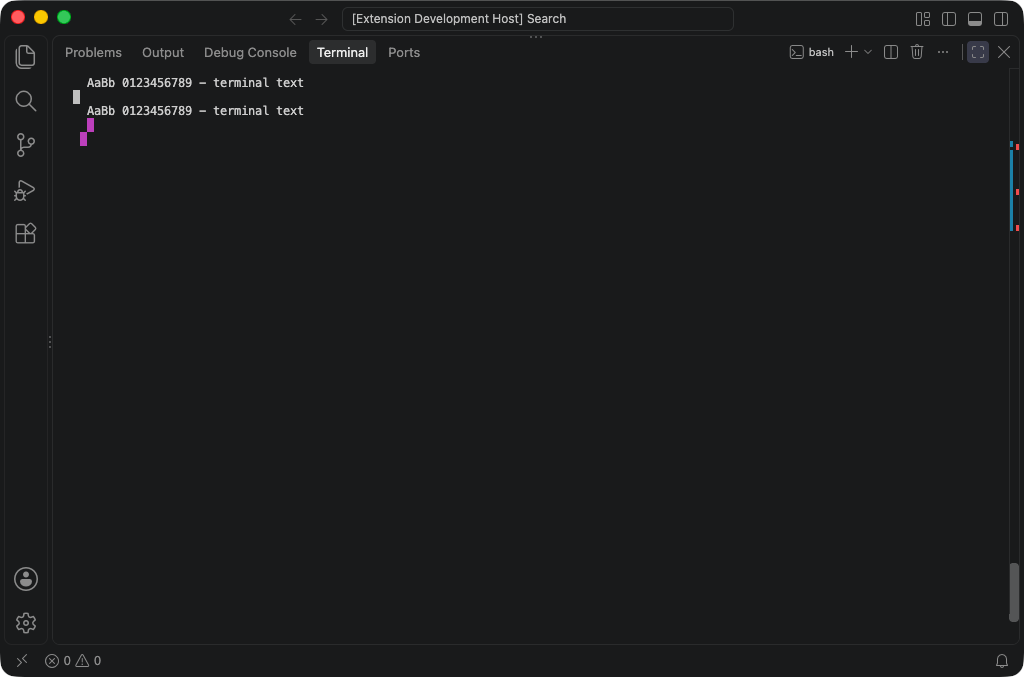 [Extension Development Host] Search
Problems Output Debug Console Terminal Ports bash
AaBb 0123456789 – terminal text
AaBb 0123456789 – terminal text
0 0